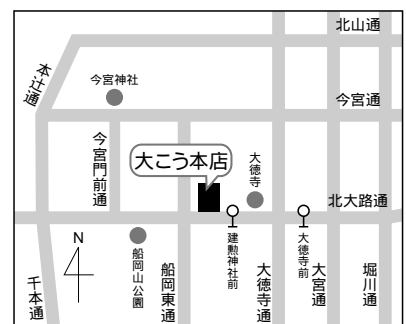 北山通
本辻通
今宮神社
今宮通
今宮門前通
大こう本店
大徳寺
北大路通
N
船岡山公園
建勲神社前
大徳寺前
千本通
船岡東通
大徳寺通
大宮通
堀川通